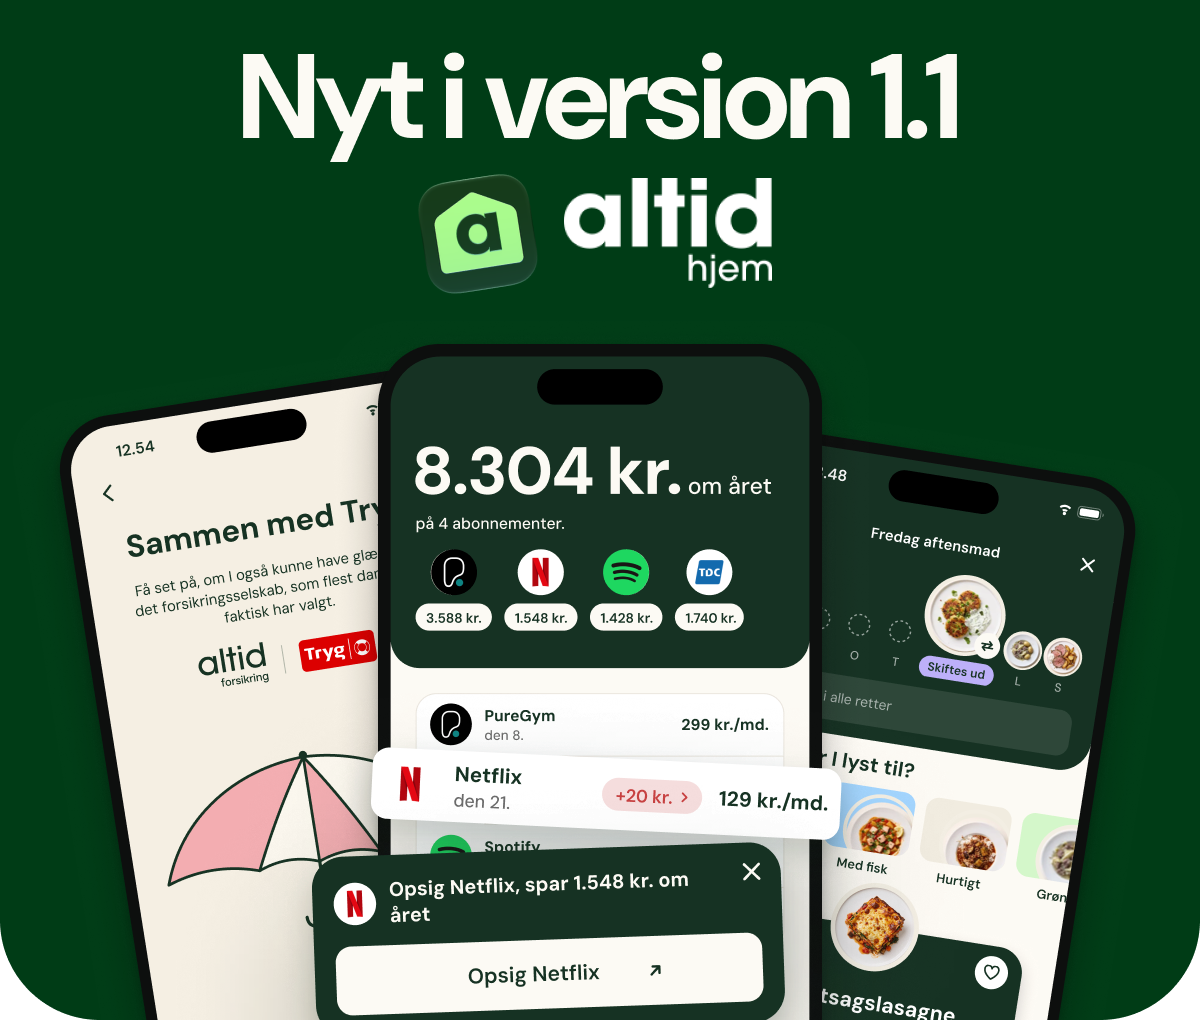 Nyt i version 1.1
a
altid
hjem
12.54
Sammen med
Få set på, om I også kunne have
det forsikringsselskab, som flest
faktisk har valgt.
altid
forsikring
Tryg
8.304 kr. om året
på 4 abonnementer.
TDC
3.588 kr.
1.548 kr.
1.428 kr.
1.740 kr.
PureGym
den 8.
299 kr./md.
Netflix
den 21.
+20 kr.
129 kr./md.
Spotify
Opsig Netflix, spar 1.548 kr. om
året
Opsig Netflix
.48
Fredag aftensmad
O
T
Skiftes ud
L
S
i alle retter
I lyst til?
Med fisk
Hurtigt
Grøn
tsagslasagne